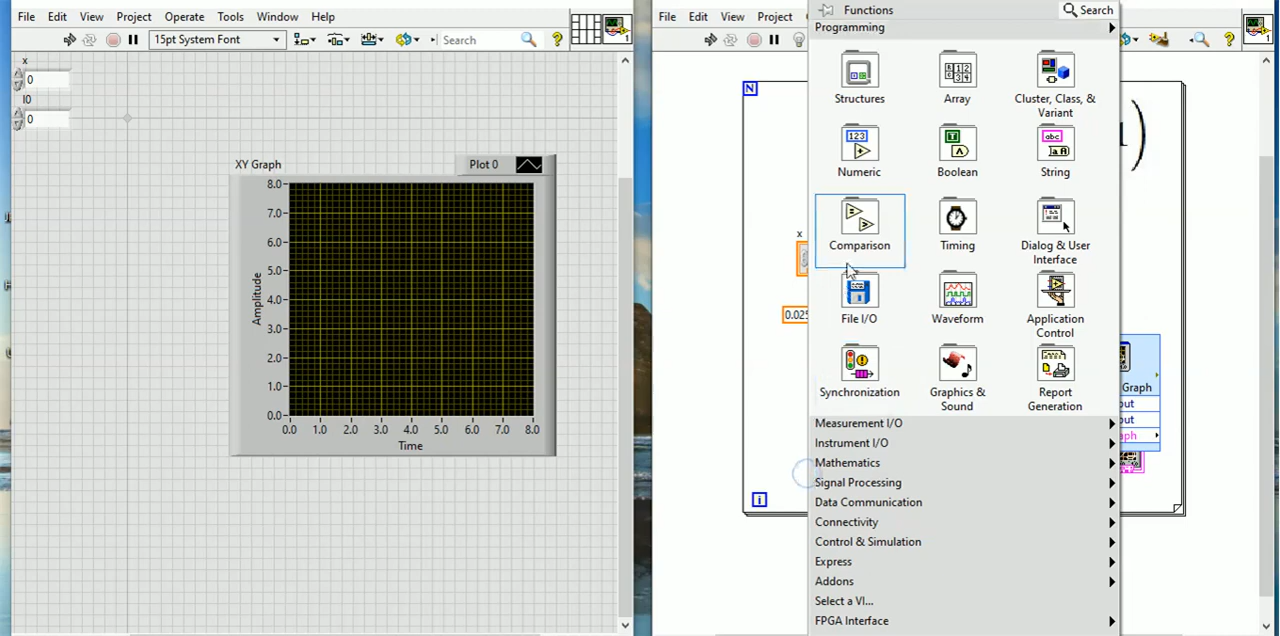 File Edit View Project Operate Tools Window Help
15pt System Font
Search
?
1
x
0
I0
0
XY Graph
Plot 0
8.0
7.0
6.0
5.0
4.0
3.0
2.0
1.0
0.0
Amplitude
0.0 1.0 2.0 3.0 4.0 5.0 6.0 7.0 8.0
Time
File Edit View Project
?
1
N
x
0.025
i
Graph
Functions
Search
Programming
Structures
Array
Cluster, Class, &
Variant
123
Numeric
Boolean
abc
String
Comparison
Timing
Dialog & User
Interface
File I/O
Waveform
Application
Control
Synchronization
Graphics &
Sound
Report
Generation
Measurement I/O
Instrument I/O
Mathematics
Signal Processing
Data Communication
Connectivity
Control & Simulation
Express
Addons
Select a VI...
FPGA Interface